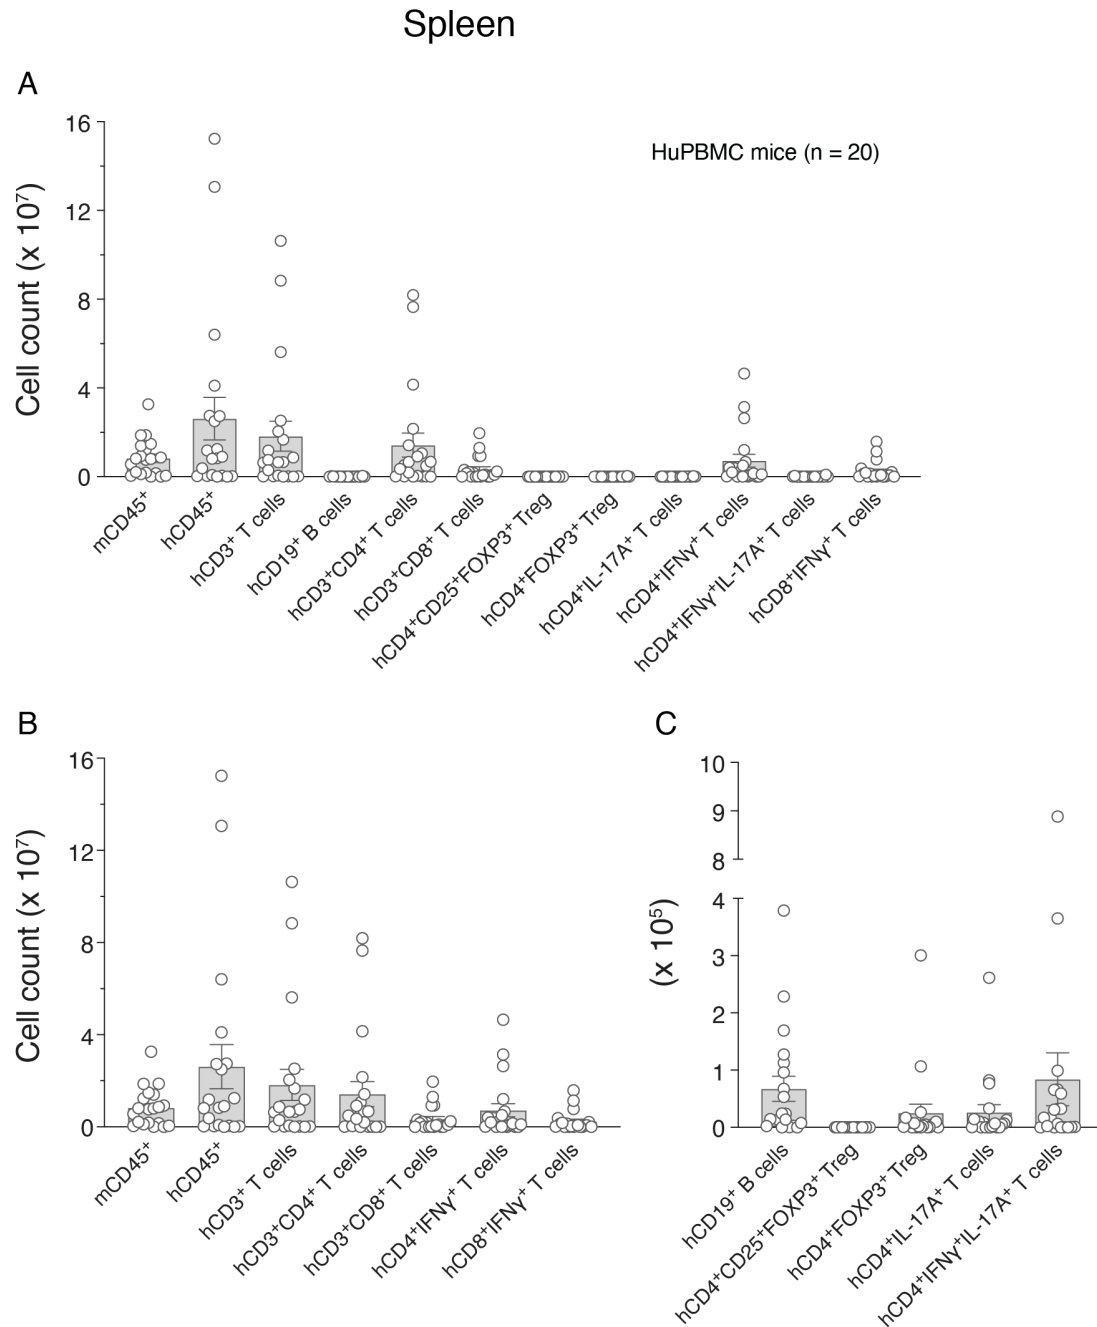 Spleen
A
16
12
8
4
0
Cell count (x 10⁷)
HuPBMC mice (n = 20)
mCD45⁺
hCD45⁺
hCD3⁺ T cells
hCD19⁺ B cells
hCD3⁺CD4⁺ T cells
hCD3⁺CD8⁺ T cells
hCD4⁺CD25⁺FOXP3⁺ Treg
hCD4⁺FOXP3⁺ Treg
hCD4⁺IL-17A⁺ T cells
hCD4⁺IFNγ⁺ T cells
hCD4⁺IFNγ⁺IL-17A⁺ T cells
hCD8⁺IFNγ⁺ T cells
B
16
12
8
4
0
Cell count (x 10⁷)
mCD45⁺
hCD45⁺
hCD3⁺ T cells
hCD3⁺CD4⁺ T cells
hCD3⁺CD8⁺ T cells
hCD4⁺IFNγ⁺ T cells
hCD8⁺IFNγ⁺ T cells
C
10
9
8
4
3
2
1
0
(x 10⁵)
hCD19⁺ B cells
hCD4⁺CD25⁺FOXP3⁺ Treg
hCD4⁺FOXP3⁺ Treg
hCD4⁺IL-17A⁺ T cells
hCD4⁺IFNγ⁺IL-17A⁺ T cells